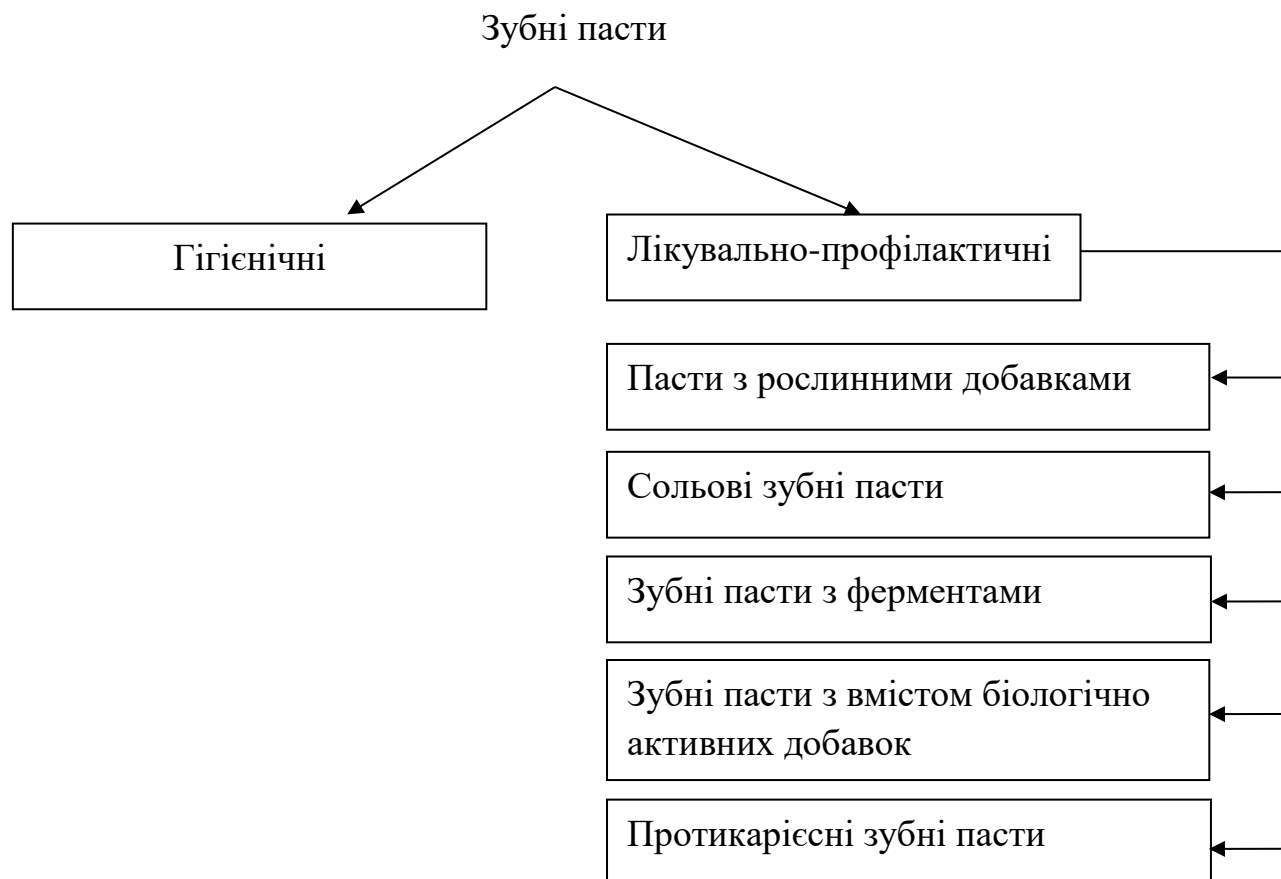 Зубні пасти
Гігієнічні
Лікувально-профілактичні
Пасти з рослинними добавками
Сольові зубні пасти
Зубні пасти з ферментами
Зубні пасти з вмістом біологічно
активних добавок
Протикарієсні зубні пасти